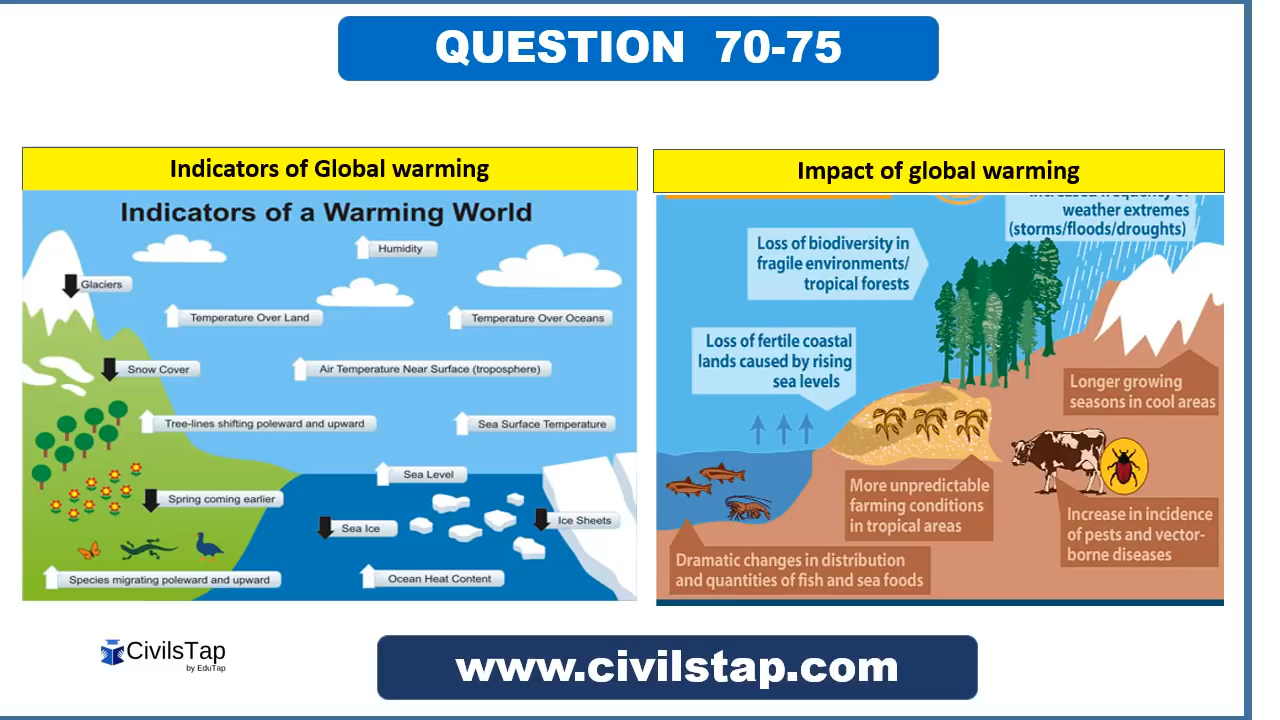 QUESTION 70-75
Indicators of Global warming
Indicators of a Warming World
Humidity
Glaciers
Temperature Over Land
Temperature Over Oceans
Snow Cover
Air Temperature Near Surface (troposphere)
Tree-lines shifting poleward and upward
Sea Surface Temperature
Sea Level
Spring coming earlier
Sea Ice
Ice Sheets
Species migrating poleward and upward
Ocean Heat Content
Impact of global warming
weather extremes
(storms/floods/droughts)
Loss of biodiversity in
fragile environments/
tropical forests
Loss of fertile coastal
lands caused by rising
sea levels
Longer growing
seasons in cool areas
More unpredictable
farming conditions
in tropical areas
Increase in incidence
of pests and vector-
borne diseases
Dramatic changes in distribution
and quantities of fish and sea foods
CivilsTap
by EduTap
www.civilstap.com